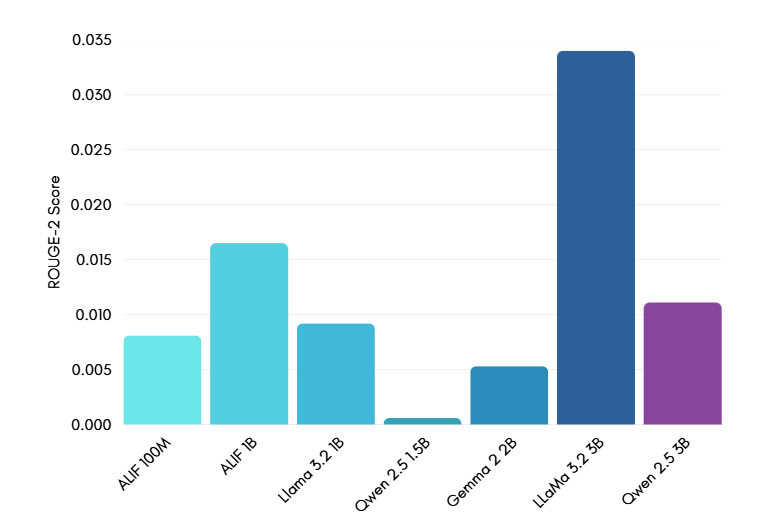 0.035
0.030
0.025
0.020
0.015
0.010
0.005
0.000
ROUGE-2 Score
ALIF 100M
ALIF 1B
Llama 3.2 1B
Qwen 2.5 1.5B
Gemma 2 2B
LLaMa 3.2 3B
Qwen 2.5 3B